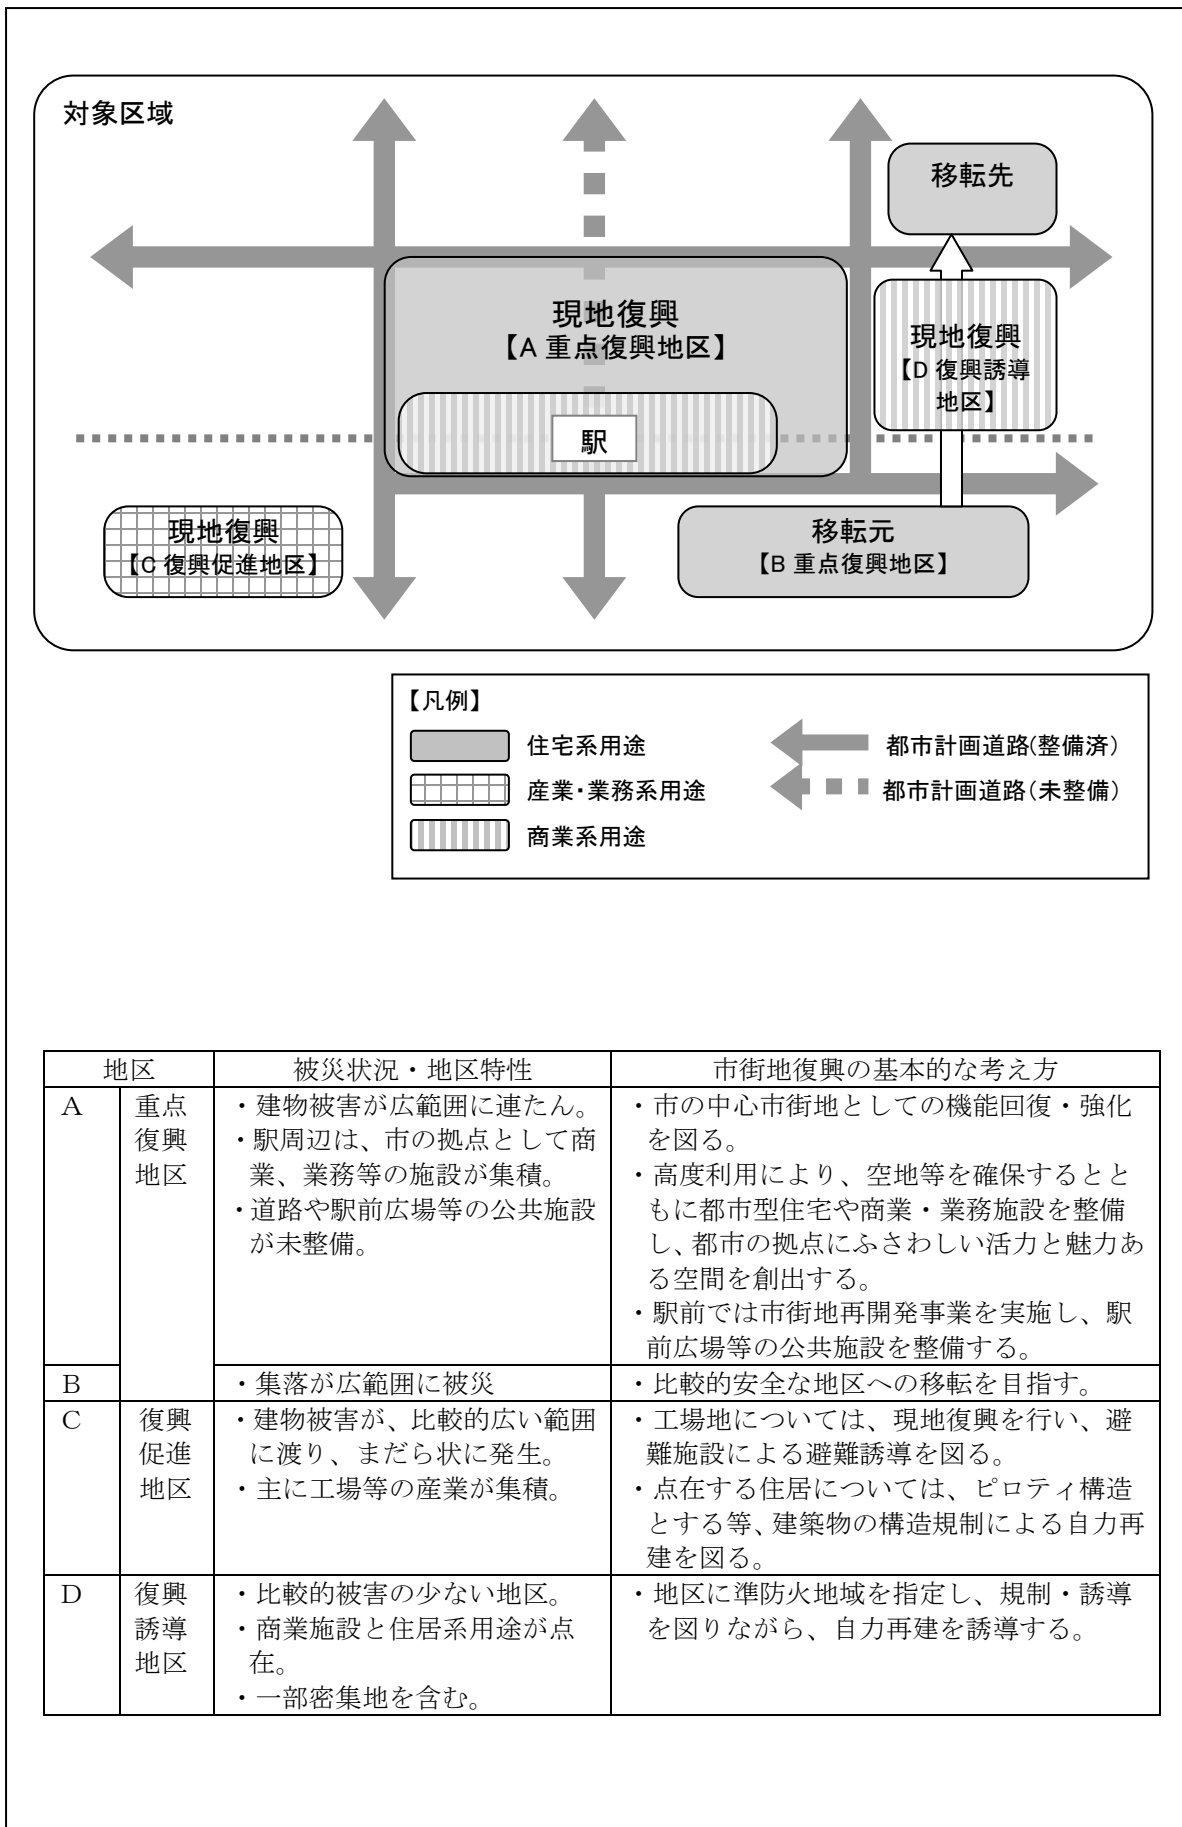 対象区域
移転先
現地復興
【A 重点復興地区】
現地復興
【D 復興誘導
地区】
駅
現地復興
【C 復興促進地区】
移転元
【B 重点復興地区】
【凡例】
住宅系用途
都市計画道路(整備済)
産業・業務系用途
都市計画道路(未整備)
商業系用途
地区
被災状況・地区特性
市街地復興の基本的な考え方
A
重点
復興
地区
・建物被害が広範囲に連たん。
・駅周辺は、市の拠点として商
業、業務等の施設が集積。
・道路や駅前広場等の公共施設
が未整備。
・市の中心市街地としての機能回復・強化
を図る。
・高度利用により、空地等を確保するとと
もに都市型住宅や商業・業務施設を整備
し、都市の拠点にふさわしい活力と魅力あ
る空間を創出する。
・駅前では市街地再開発事業を実施し、駅
前広場等の公共施設を整備する。
B
・集落が広範囲に被災
・比較的安全な地区への移転を目指す。
C
復興
促進
地区
・建物被害が、比較的広い範囲
に渡り、まだら状に発生。
・主に工場等の産業が集積。
・工場地については、現地復興を行い、避
難施設による避難誘導を図る。
・点在する住居については、ピロティ構造
とする等、建築物の構造規制による自力再
建を図る。
D
復興
誘導
地区
・比較的被害の少ない地区。
・商業施設と住居系用途が点
在。
・一部密集地を含む。
・地区に準防火地域を指定し、規制・誘導
を図りながら、自力再建を誘導する。